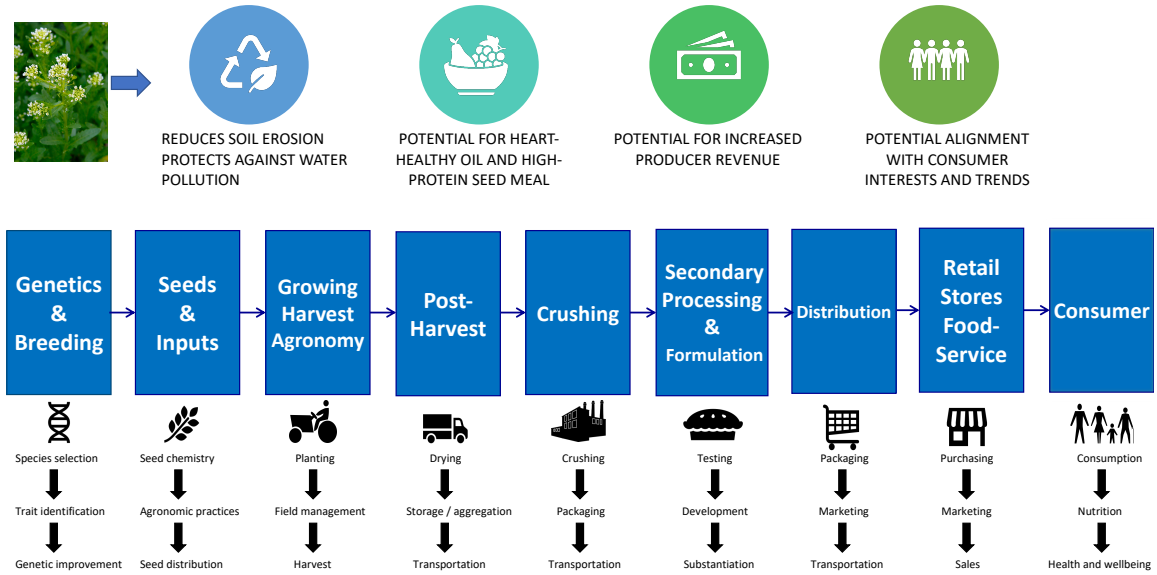 REDUCES SOIL EROSION
PROTECTS AGAINST WATER
POLLUTION
POTENTIAL FOR HEART-
HEALTHY OIL AND HIGH-
PROTEIN SEED MEAL
POTENTIAL FOR INCREASED
PRODUCER REVENUE
POTENTIAL ALIGNMENT
WITH CONSUMER
INTERESTS AND TRENDS
Genetics
&
Breeding
Seeds
&
Inputs
Growing
Harvest
Agronomy
Post-
Harvest
Crushing
Secondary
Processing
&
Formulation
Distribution
Retail
Stores
Food-
Service
Consumer
Species selection
Trait identification
Genetic improvement
Seed chemistry
Agronomic practices
Seed distribution
Planting
Field management
Harvest
Drying
Storage / aggregation
Transportation
Crushing
Packaging
Transportation
Testing
Development
Substantiation
Packaging
Marketing
Transportation
Purchasing
Marketing
Sales
Consumption
Nutrition
Health and wellbeing